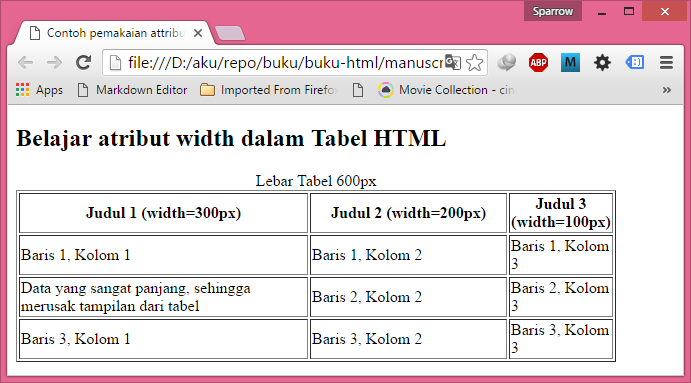 Sparrow
Contoh pemakaian attribu
file:///D:/aku/repo/buku/buku-html/manuscr
ABP
M
Apps
Markdown Editor
Imported From Firefo
Movie Collection - cin
»
Belajar atribut width dalam Tabel HTML
Lebar Tabel 600px
Judul 1 (width=300px)
Judul 2 (width=200px)
Judul 3
(width=100px)
Baris 1, Kolom 1
Baris 1, Kolom 2
Baris 1, Kolom
3
Data yang sangat panjang, sehingga
merusak tampilan dari tabel
Baris 2, Kolom 2
Baris 2, Kolom
3
Baris 3, Kolom 1
Baris 3, Kolom 2
Baris 3, Kolom
3